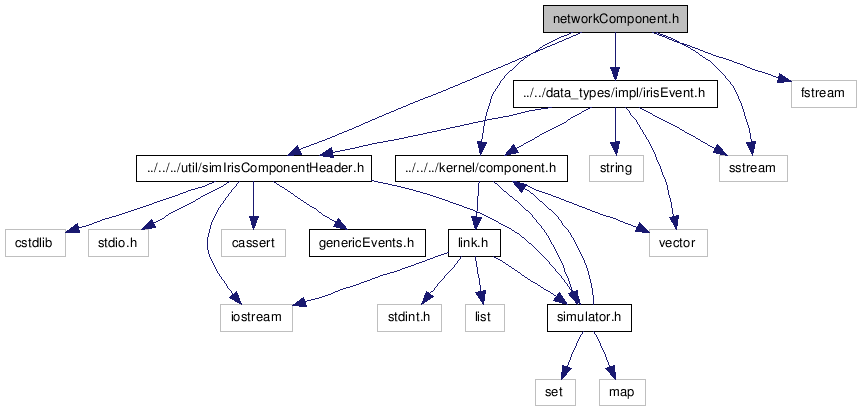 networkComponent.h
../../data_types/impl/irisEvent.h
fstream
../../../util/simIrisComponentHeader.h
../../../kernel/component.h
string
sstream
cstdlib
stdio.h
cassert
genericEvents.h
link.h
vector
iostream
stdint.h
list
simulator.h
set
map